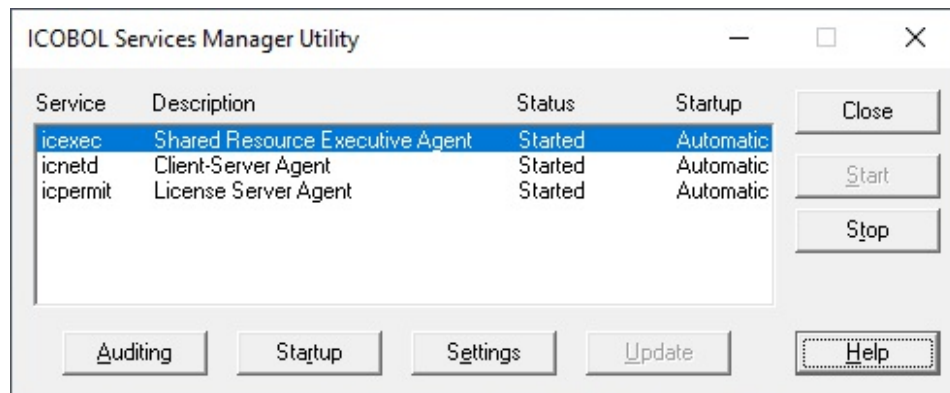 ICOBOL Services Manager Utility
Service Description Status Startup
Close
icexec Shared Resource Executive Agent Started Automatic
icnetd Client-Server Agent Started Automatic
Start
icpermit License Server Agent Started Automatic
Stop
Auditing Startup Settings Update Help